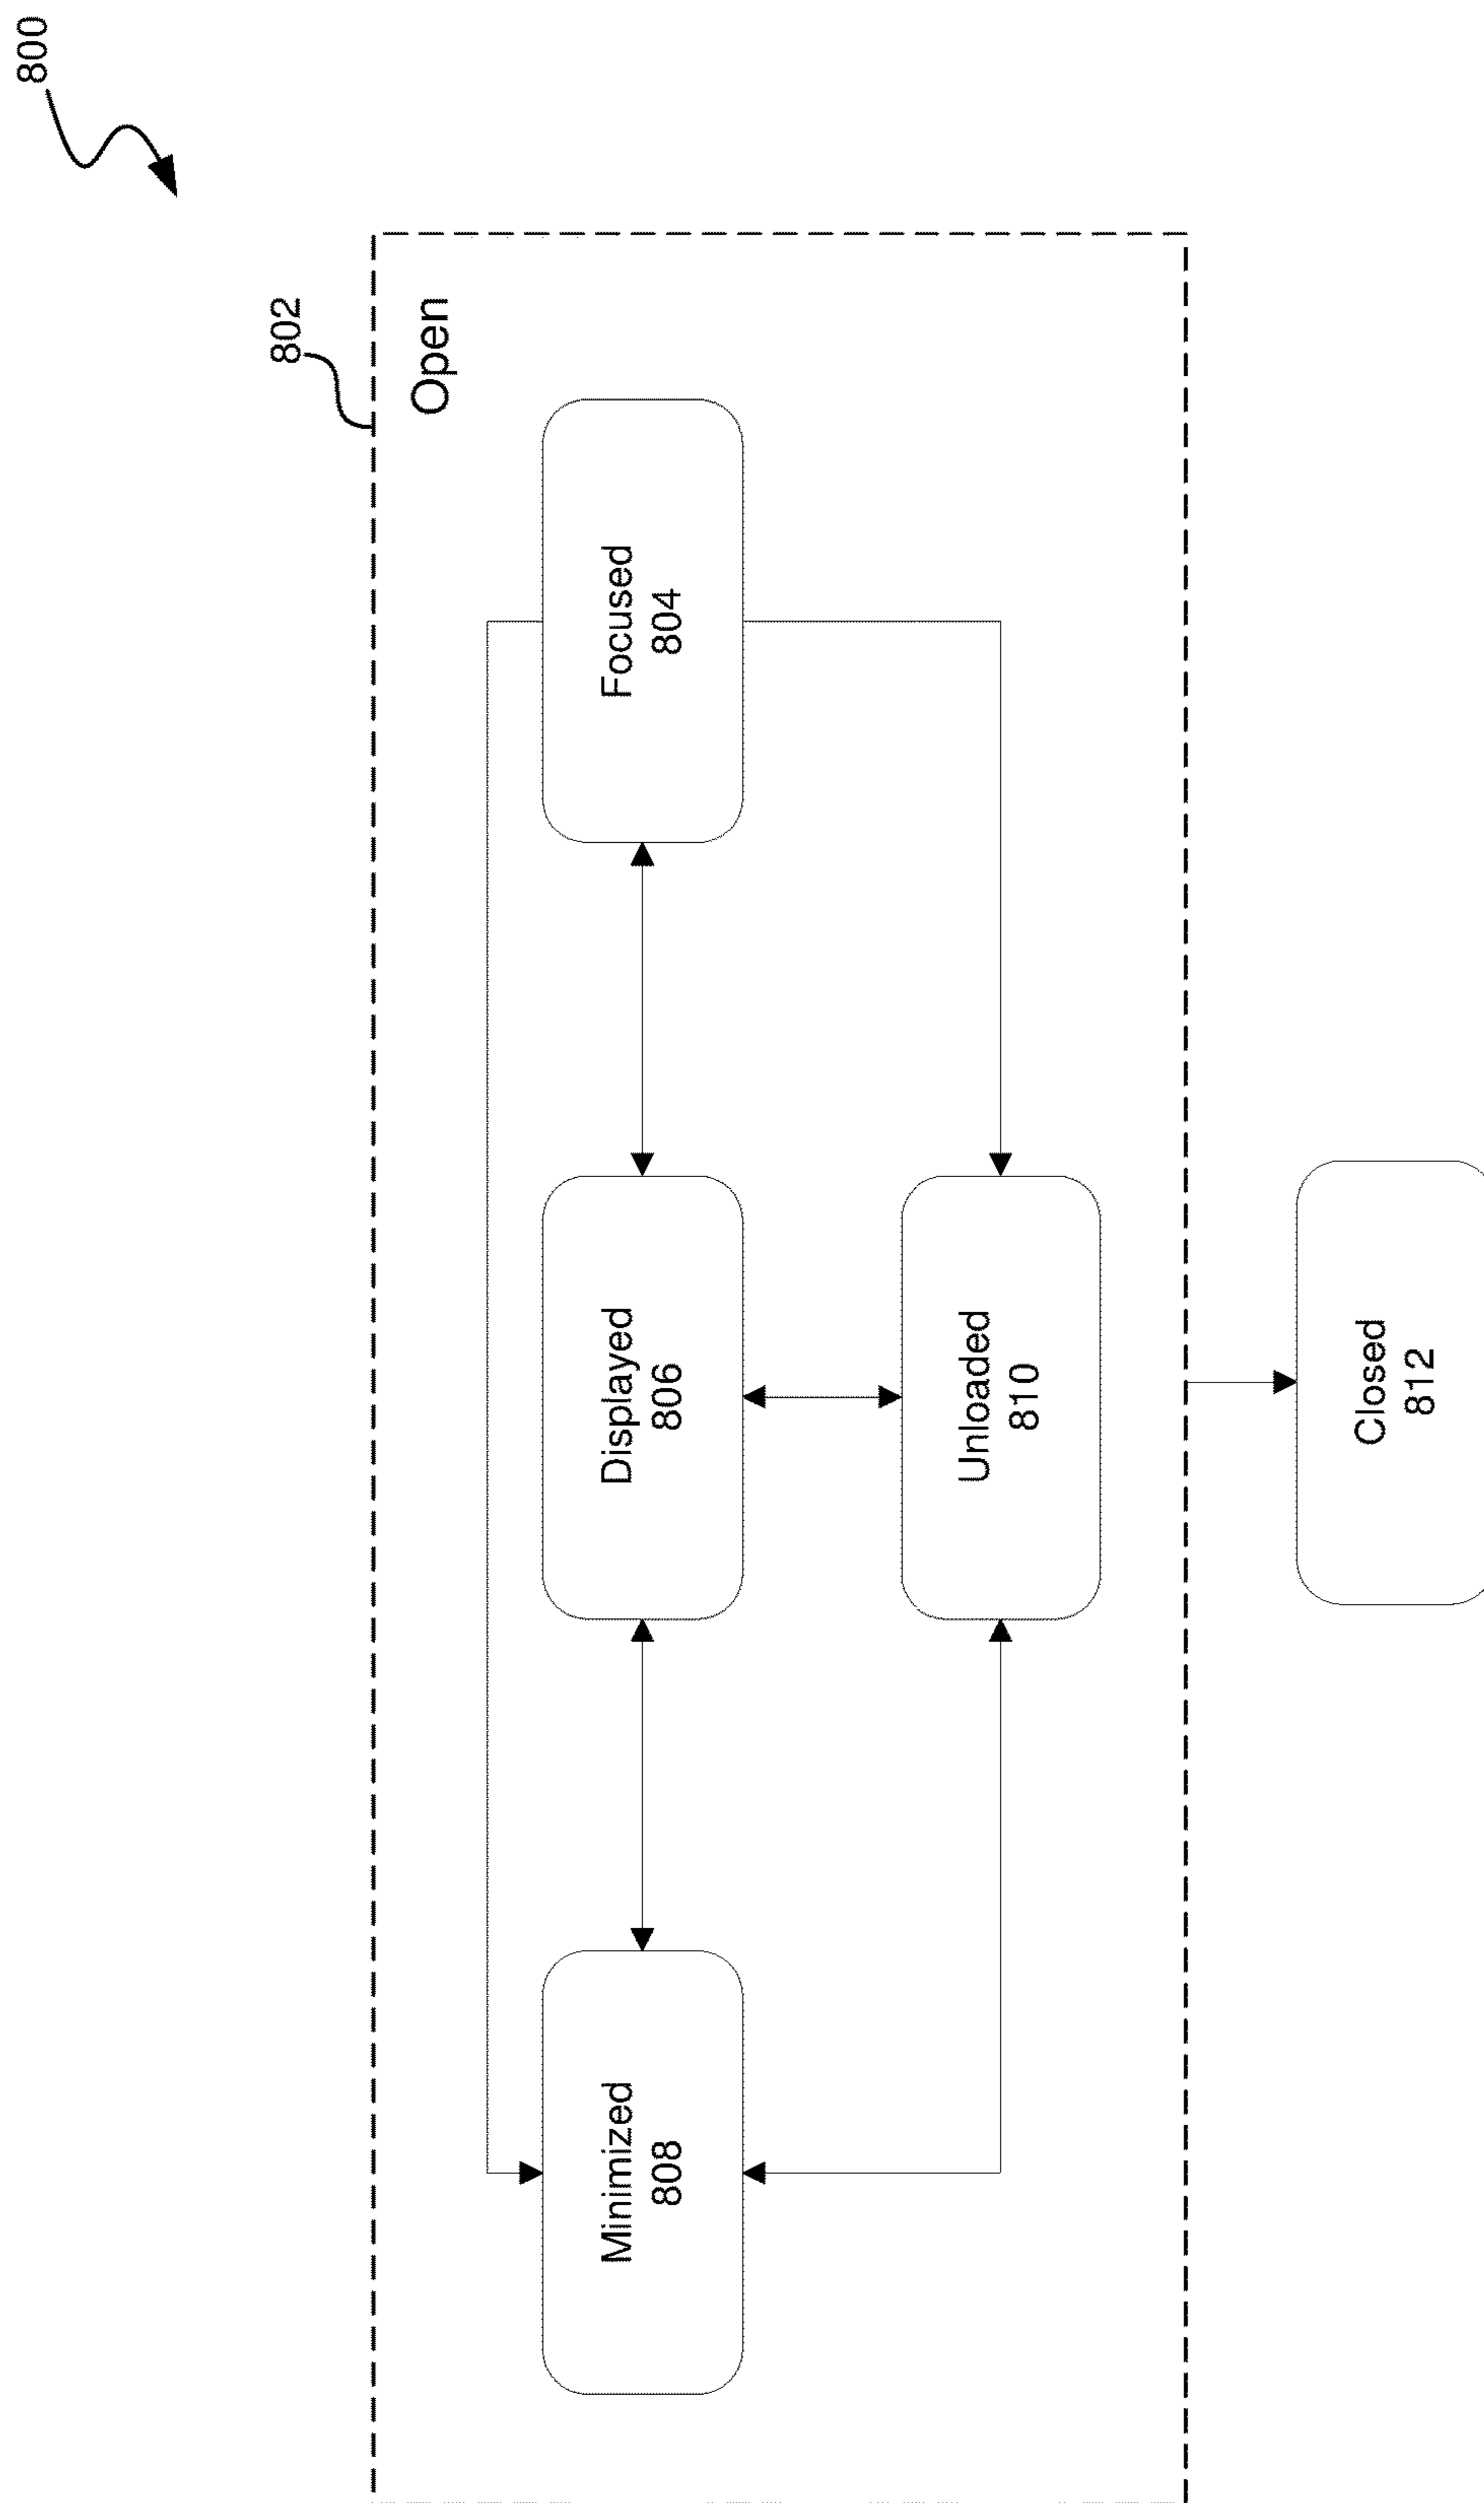 800
802
Open
Minimized
808
Displayed
806
Focused
804
Unloaded
810
Closed
812